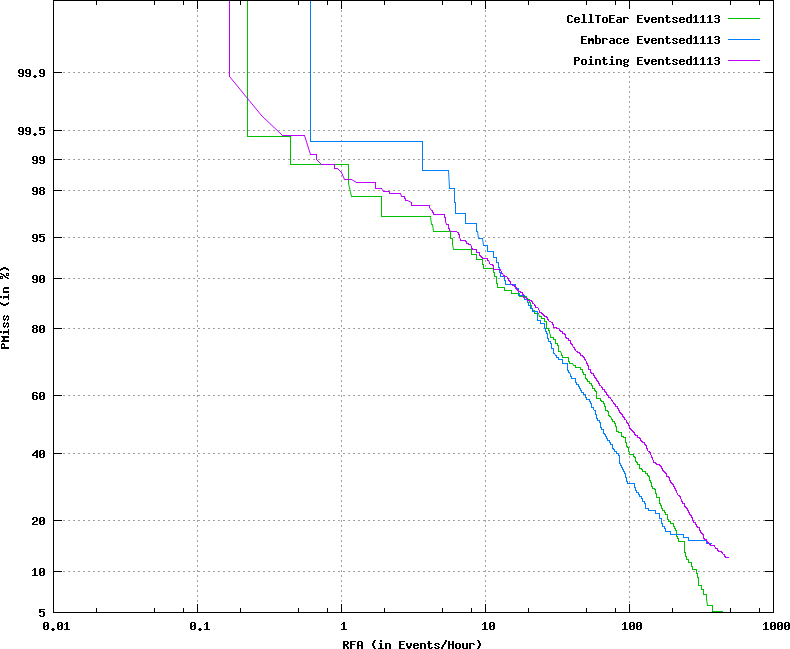 CellToEar Eventsed1113
Embrace Eventsed1113
Pointing Eventsed1113
99.9
99.5
99
98
95
90
80
60
40
20
10
5
PMiss (in %)
0.01 0.1 1 10 100 1000
RFA (in Events/Hour)